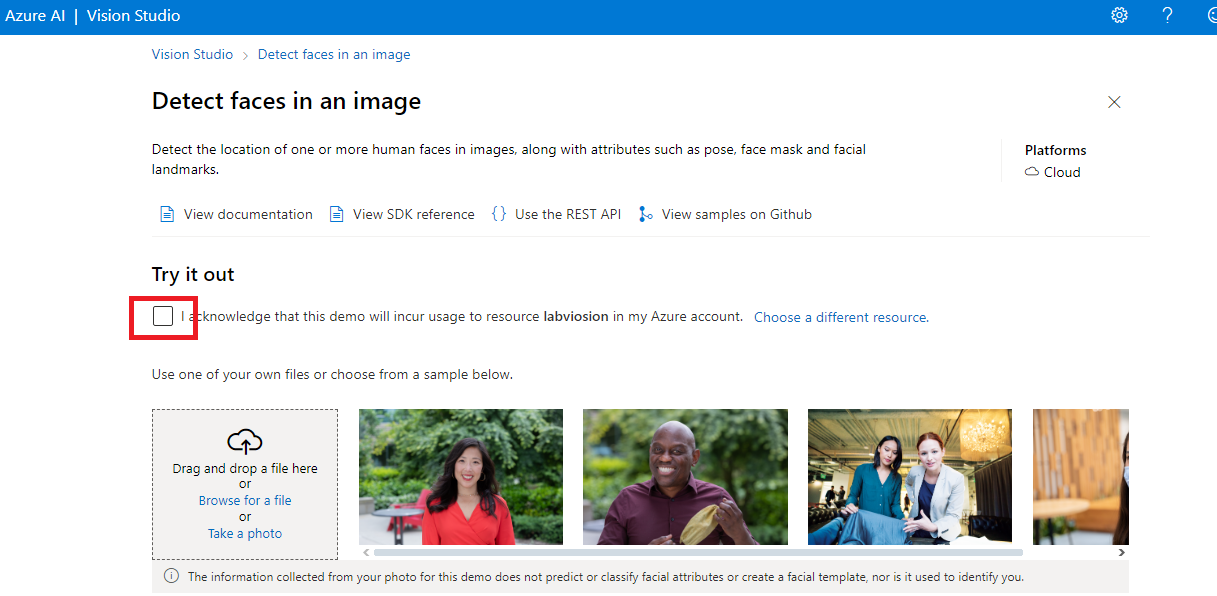 Azure AI | Vision Studio
Vision Studio > Detect faces in an image
Detect faces in an image
Detect the location of one or more human faces in images, along with attributes such as pose, face mask and facial
landmarks.
Platforms
Cloud
View documentation View SDK reference {} Use the REST API View samples on Github
Try it out
I acknowledge that this demo will incur usage to resource labviosion in my Azure account. Choose a different resource.
Use one of your own files or choose from a sample below.
Drag and drop a file here
or
Browse for a file
or
Take a photo
The information collected from your photo for this demo does not predict or classify facial attributes or create a facial template, nor is it used to identify you.